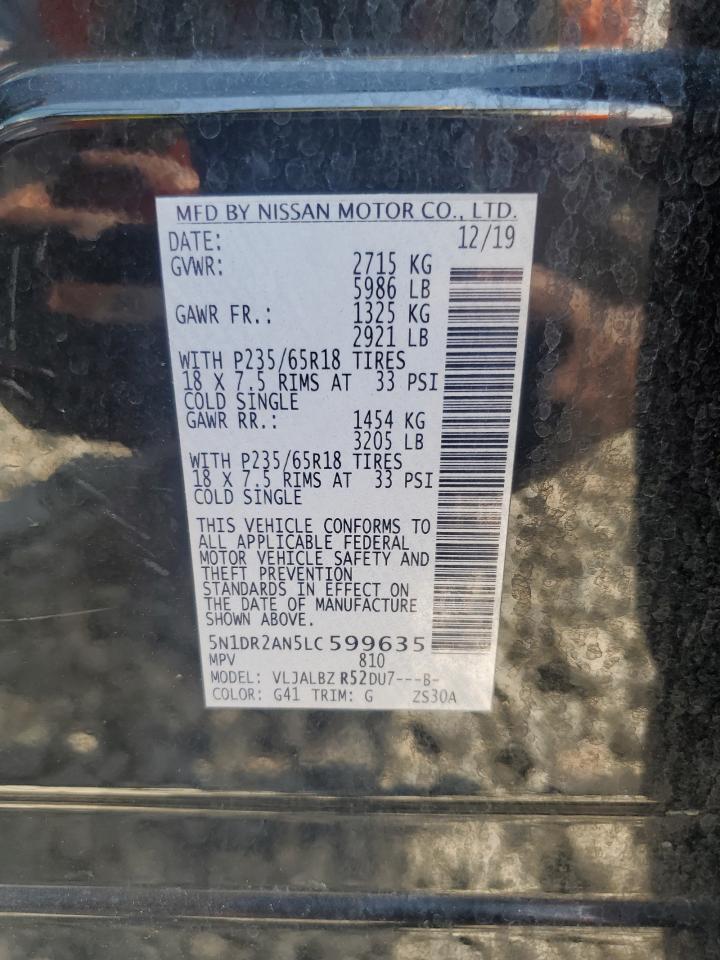 MFD BY NISSAN MOTOR CO., LTD.
DATE: 12/19
GVWR: 2715 KG
5986 LB
GAWR FR.: 1325 KG
2921 LB
WITH P235/65R18 TIRES
18 X 7.5 RIMS AT 33 PSI
COLD SINGLE
GAWR RR.: 1454 KG
3205 LB
WITH P235/65R18 TIRES
18 X 7.5 RIMS AT 33 PSI
COLD SINGLE
THIS VEHICLE CONFORMS TO
ALL APPLICABLE FEDERAL
MOTOR VEHICLE SAFETY AND
THEFT PREVENTION
STANDARDS IN EFFECT ON
THE DATE OF MANUFACTURE
SHOWN ABOVE.
5N1DR2AN5LC599635
MPV 810
MODEL: VLJALBZ R52DU7---B-
COLOR: G41 TRIM: G ZS30A